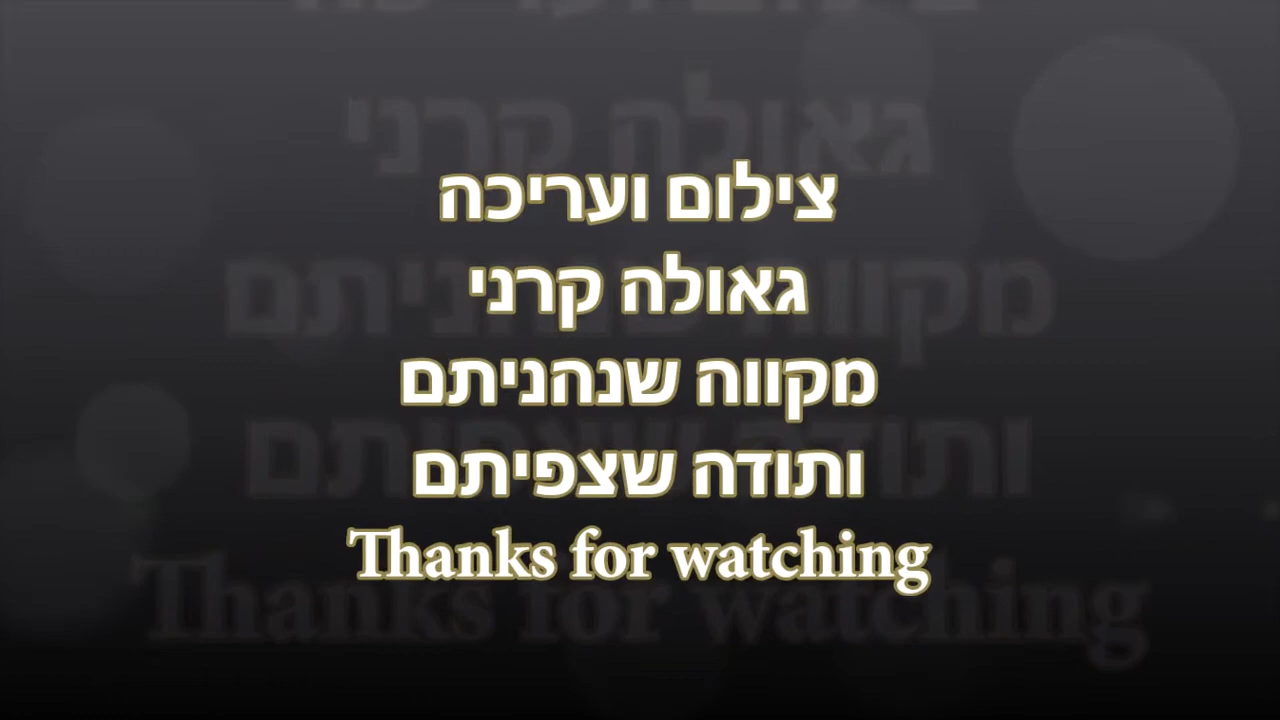 צילום ועריכה
גאולה קרני
מקווה שנהניתם
ותודה שצפיתם
Thanks for watching